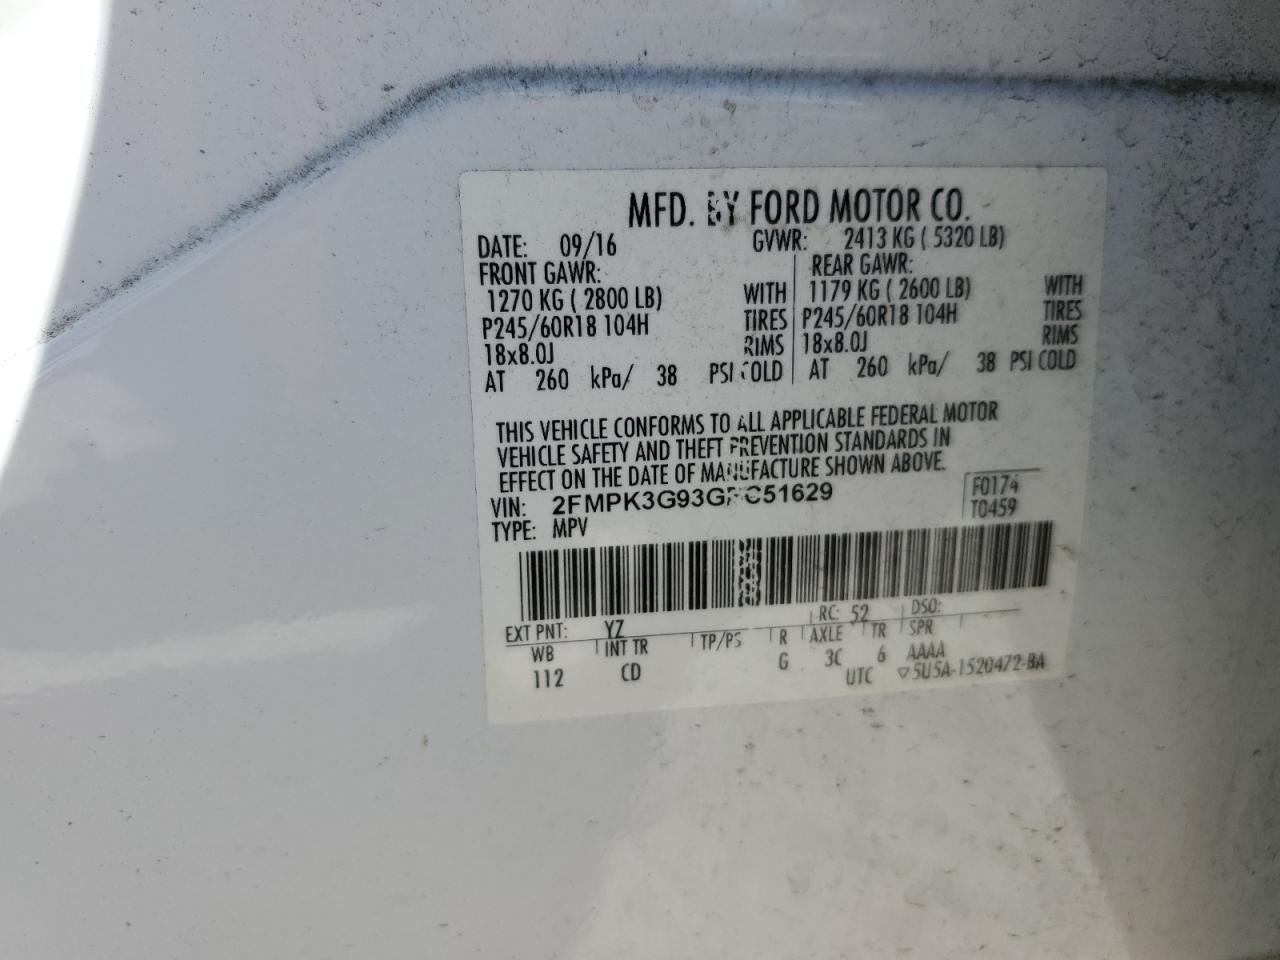 MFD. BY FORD MOTOR CO.
DATE: 09/16 GVWR: 2413 KG ( 5320 LB)
FRONT GAWR: REAR GAWR:
1270 KG ( 2800 LB) WITH 1179 KG ( 2600 LB) WITH
P245/60R18 104H TIRES P245/60R18 104H TIRES
18x8.0J RIMS 18x8.0J RIMS
AT 260 kPa/ 38 PSI COLD AT 260 kPa/ 38 PSI COLD
THIS VEHICLE CONFORMS TO ALL APPLICABLE FEDERAL MOTOR
VEHICLE SAFETY AND THEFT PREVENTION STANDARDS IN
EFFECT ON THE DATE OF MANUFACTURE SHOWN ABOVE.
VIN: F0174
TYPE: MPV T0459
EXT PNT: YZ RC: 52 DSO:
WB INT TR TP/PS R AXLE TR SPR
112 CD G 3C 6 AAAA
UTC ▽5U5A-1520472-BA